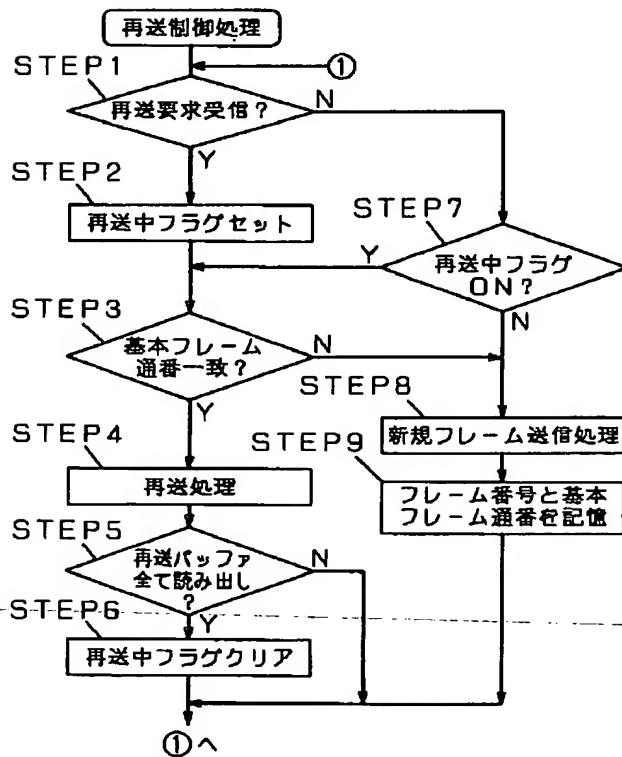 再送制御処理
①
STEP1
再送要求受信?
N
Y
STEP2
再送中フラグセット
STEP7
再送中フラグ
ON?
Y
N
STEP3
基本フレーム
通番一致?
N
Y
STEP8
新規フレーム送信処理
STEP4
再送処理
STEP9
フレーム番号と基本
フレーム通番を記憶
STEP5
再送バッファ
全て読み出し
?
N
Y
STEP6
再送中フラグクリア
①へ